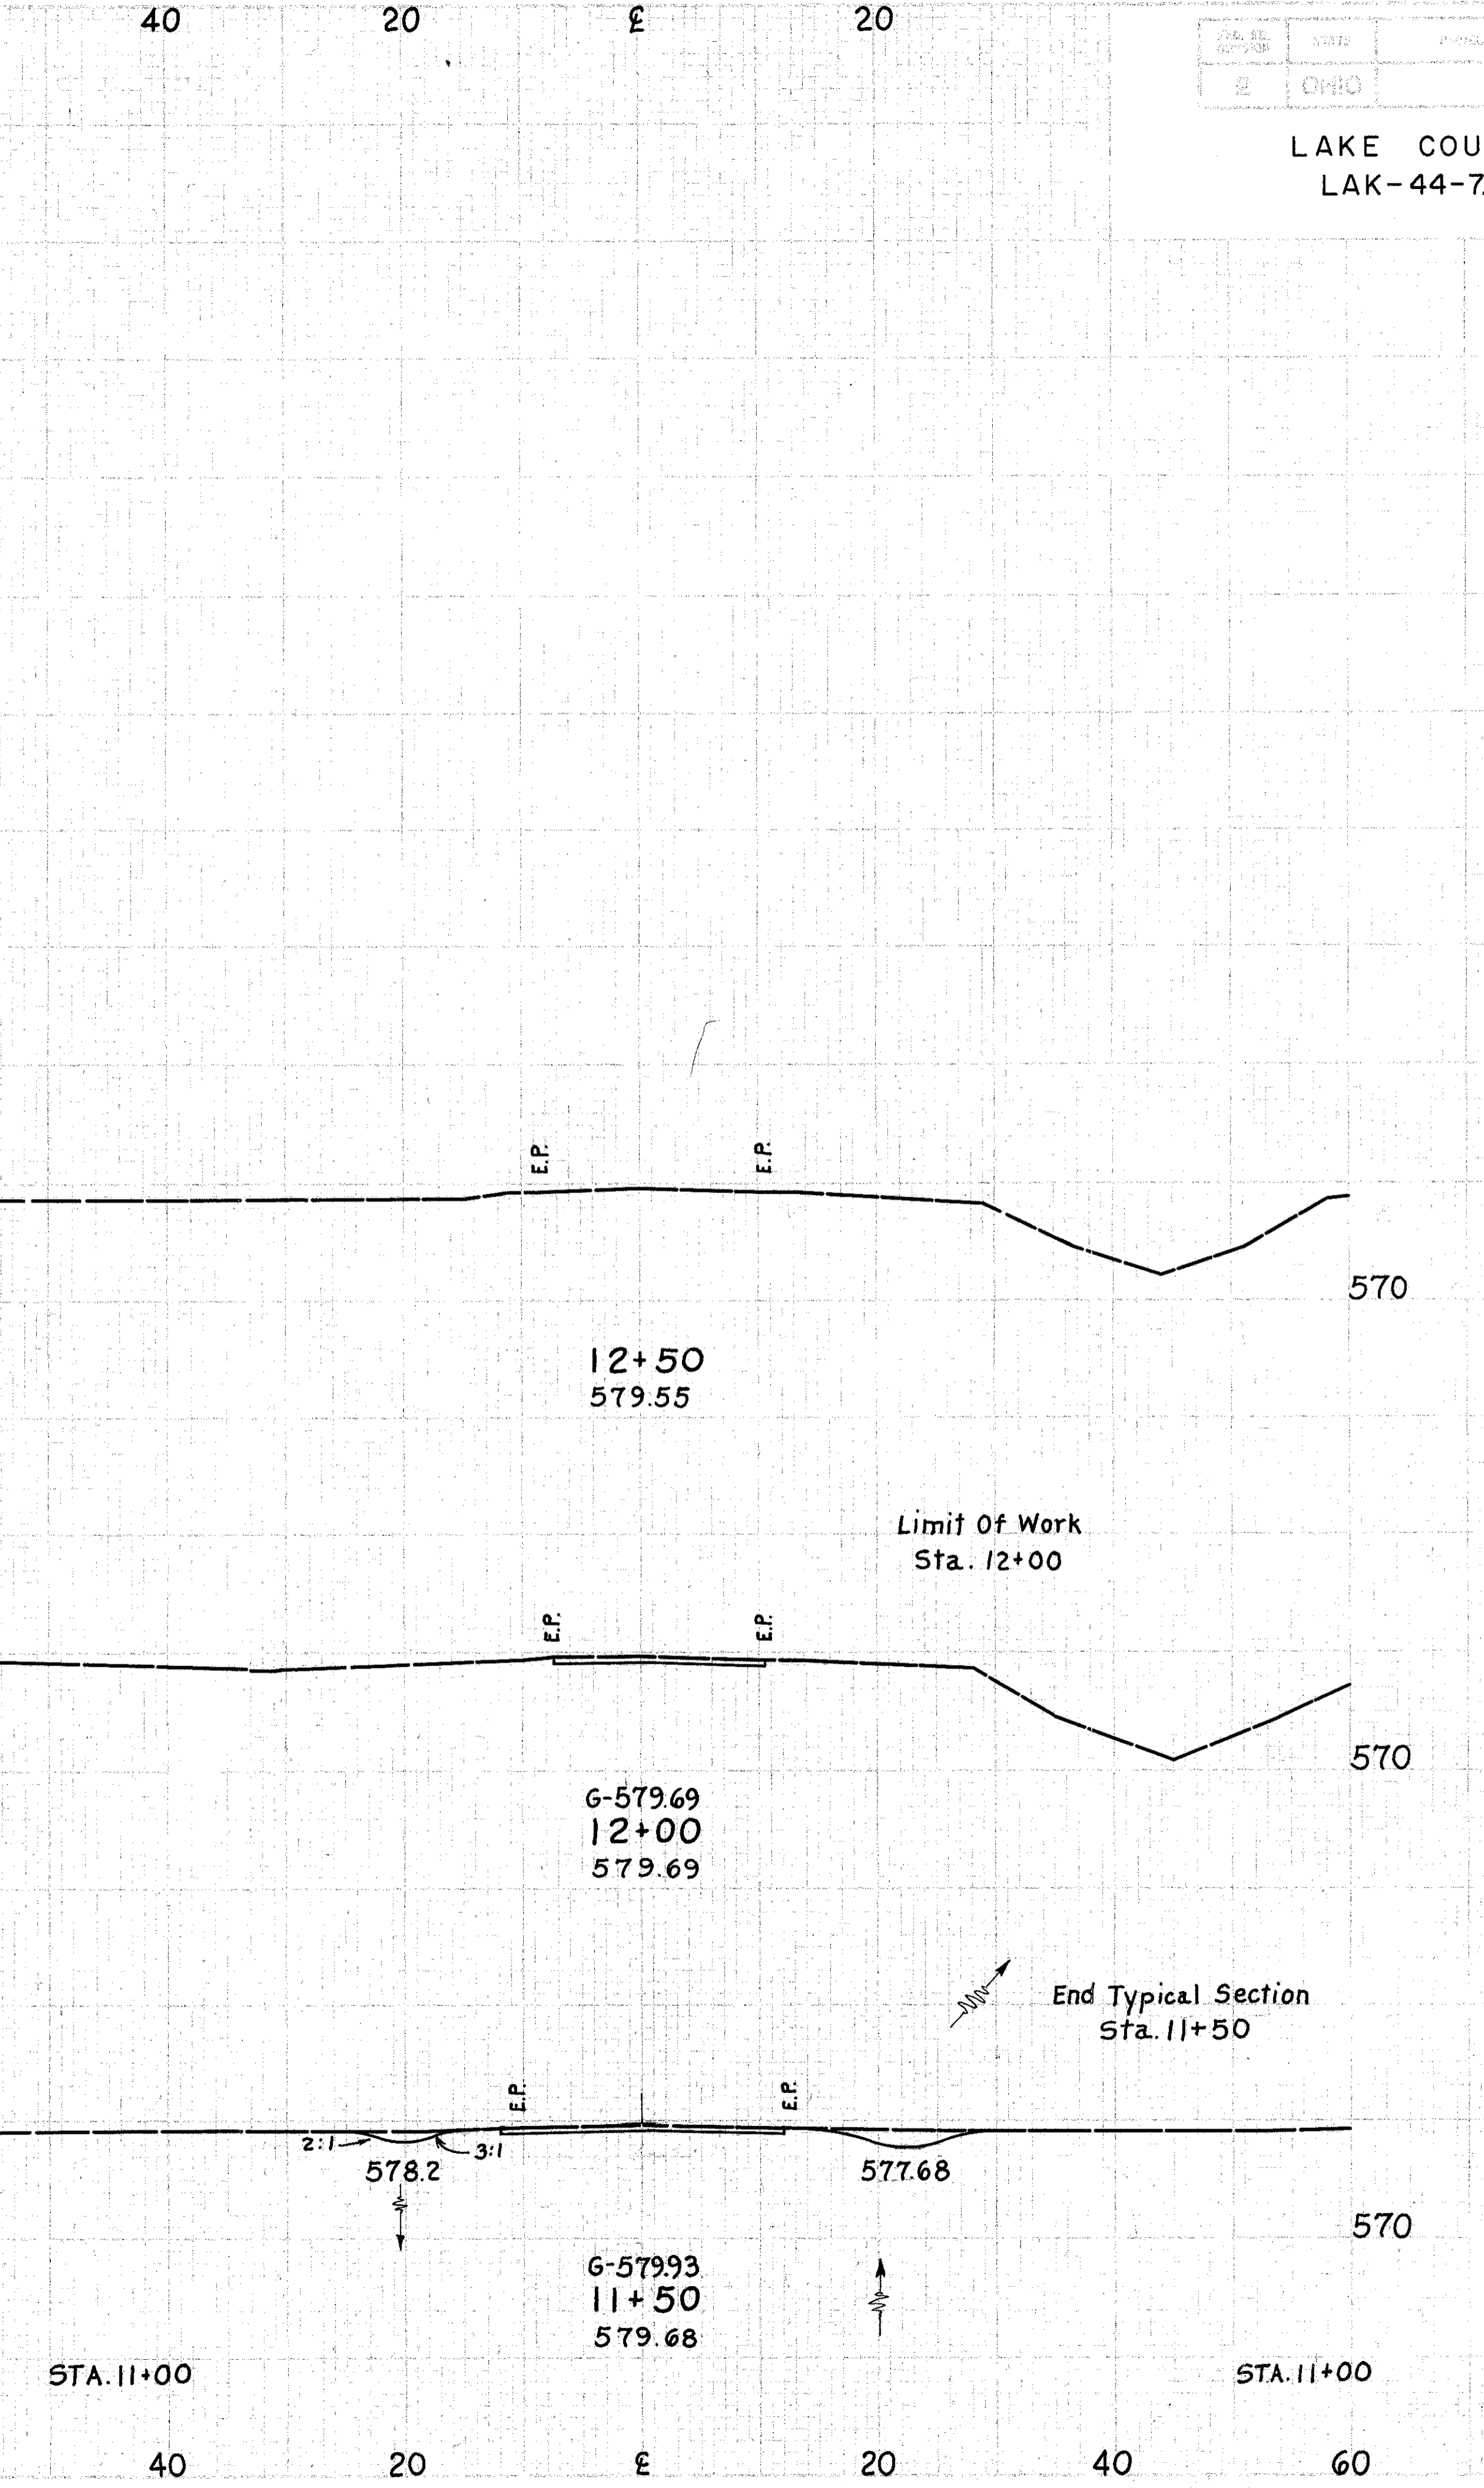 40 20 ℄ 20
OHIO
LAKE COU
LAK-44-7
E.P. E.P.
570
12+50
579.55
Limit Of Work
Sta. 12+00
E.P. E.P.
570
G-579.69
12+00
579.69
End Typical Section
Sta. 11+50
E.P. E.P.
2:1 3:1
578.2 577.68
570
G-579.93
11+50
579.68
STA. 11+00 STA. 11+00
40 20 ℄ 20 40 60